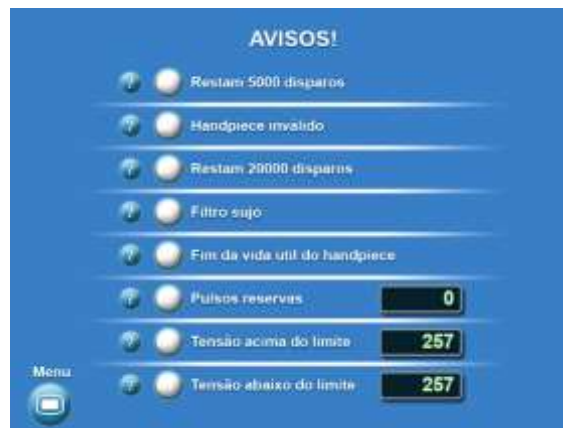 AVISOS!
? Restam 5000 disparos
? Handpiece invalido
? Restam 20000 disparos
? Filtro sujo
? Fim da vida util do handpiece
? Pulsos reservas 0
? Tensão acima do limite 257
? Tensão abaixo do limite 257
Menu